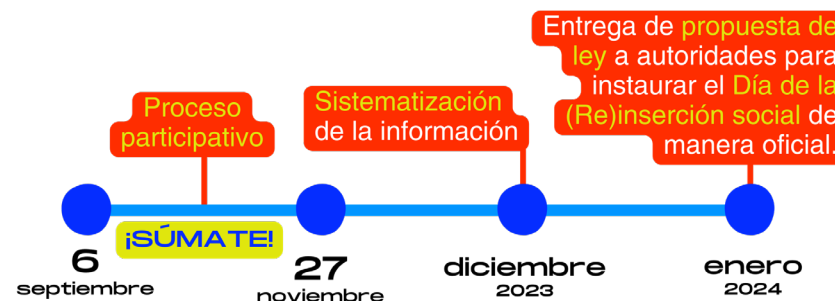 Entrega de propuesta de
ley a autoridades para
instaurar el Día de la
(Re)inserción social de
manera oficial.
Sistematización
de la información
Proceso
participativo
¡SÚMATE!
6
septiembre
27
noviembre
diciembre
2023
enero
2024